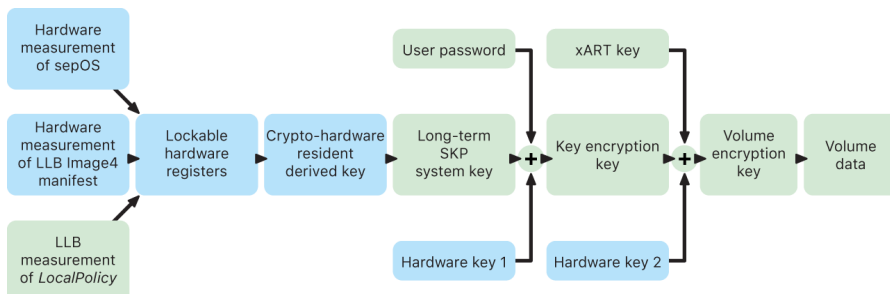 Hardware
measurement
of sepOS
User password
xART key
Hardware
measurement
of LLB Image4
manifest
Lockable
hardware
registers
Crypto-hardware
resident
derived key
Long-term
SKP
system key
+
Key encryption
key
+
Volume
encryption
key
Volume
data
LLB
measurement
of LocalPolicy
Hardware key 1
Hardware key 2